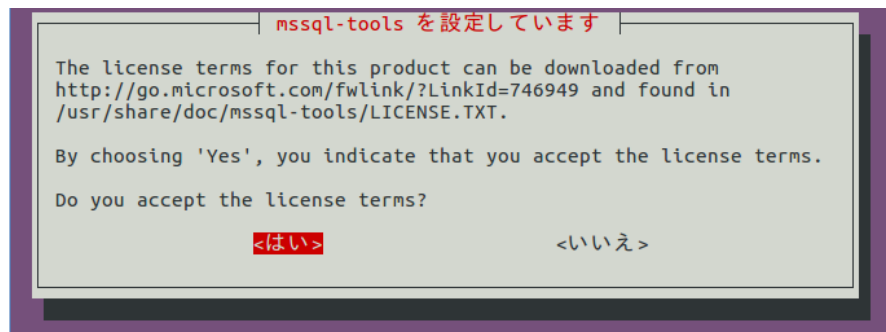 mssql-tools を設定しています
The license terms for this product can be downloaded from
http://go.microsoft.com/fwlink/?LinkId=746949 and found in
/usr/share/doc/mssql-tools/LICENSE.TXT.
By choosing 'Yes', you indicate that you accept the license terms.
Do you accept the license terms?
<はい> <いいえ>